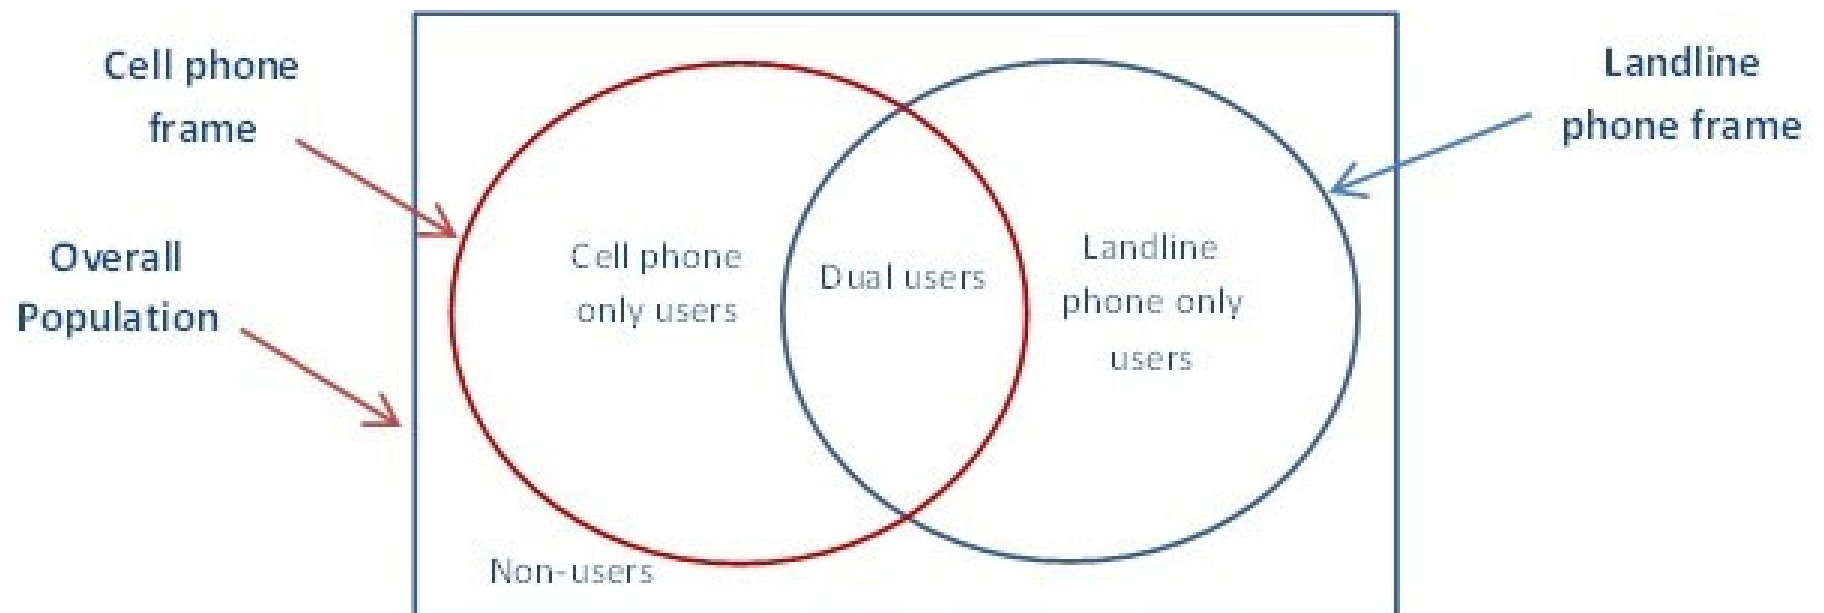 Cell phone
frame
Overall
Population
Landline
phone frame
Cell phone
only users
Dual users
Landline
phone only
users
Non-users